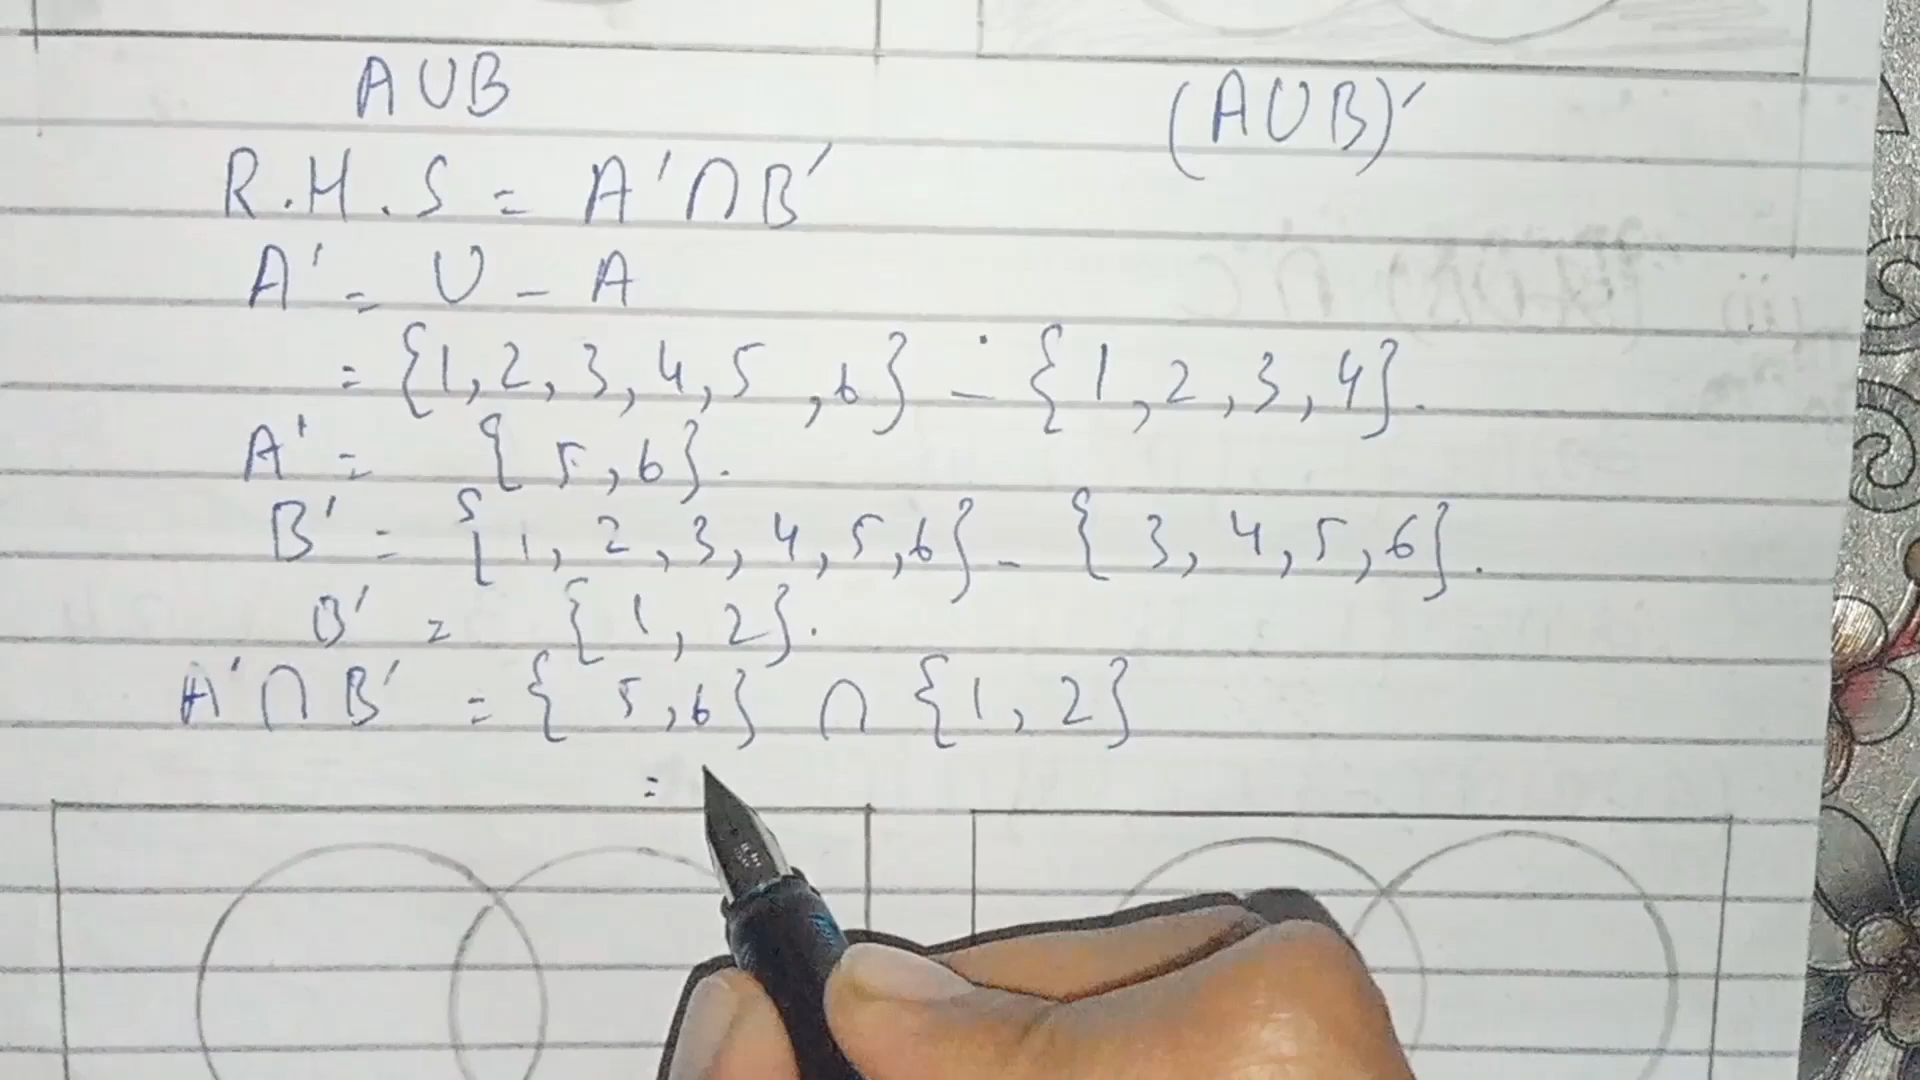 A∪B
(A∪B)′
R.H.S = A′∩B′
A′ = U - A
= {1, 2, 3, 4, 5, 6} - {1, 2, 3, 4}.
A′ = {5, 6}.
B′ = {1, 2, 3, 4, 5, 6} - {3, 4, 5, 6}.
B′ = {1, 2}.
A′∩B′ = {5, 6} ∩ {1, 2}
=